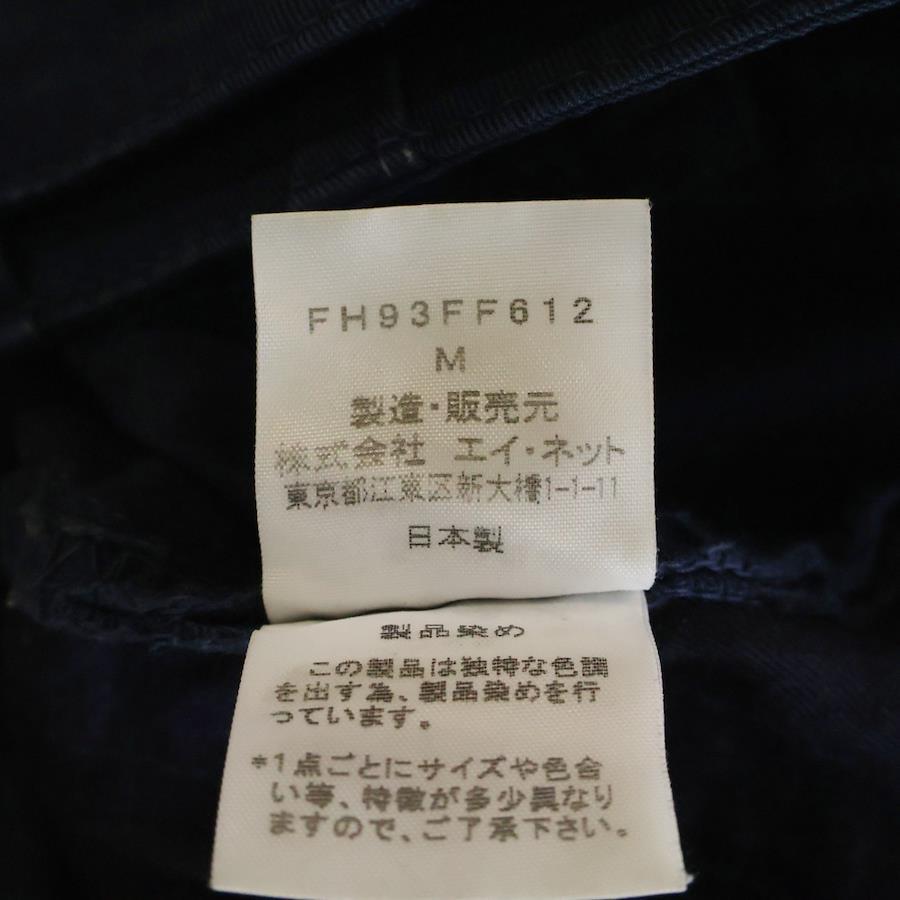 FH93FF612
M
製造・販売元
株式会社 エイ・ネット
東京都江東区新大橋1-1-11
日本製
製品染め
この製品は独特な色調
を出す為、製品染めを行
っています。
*1点ごとにサイズや色合
い等、特徴が多少異なり
ますので、ご了承下さい。